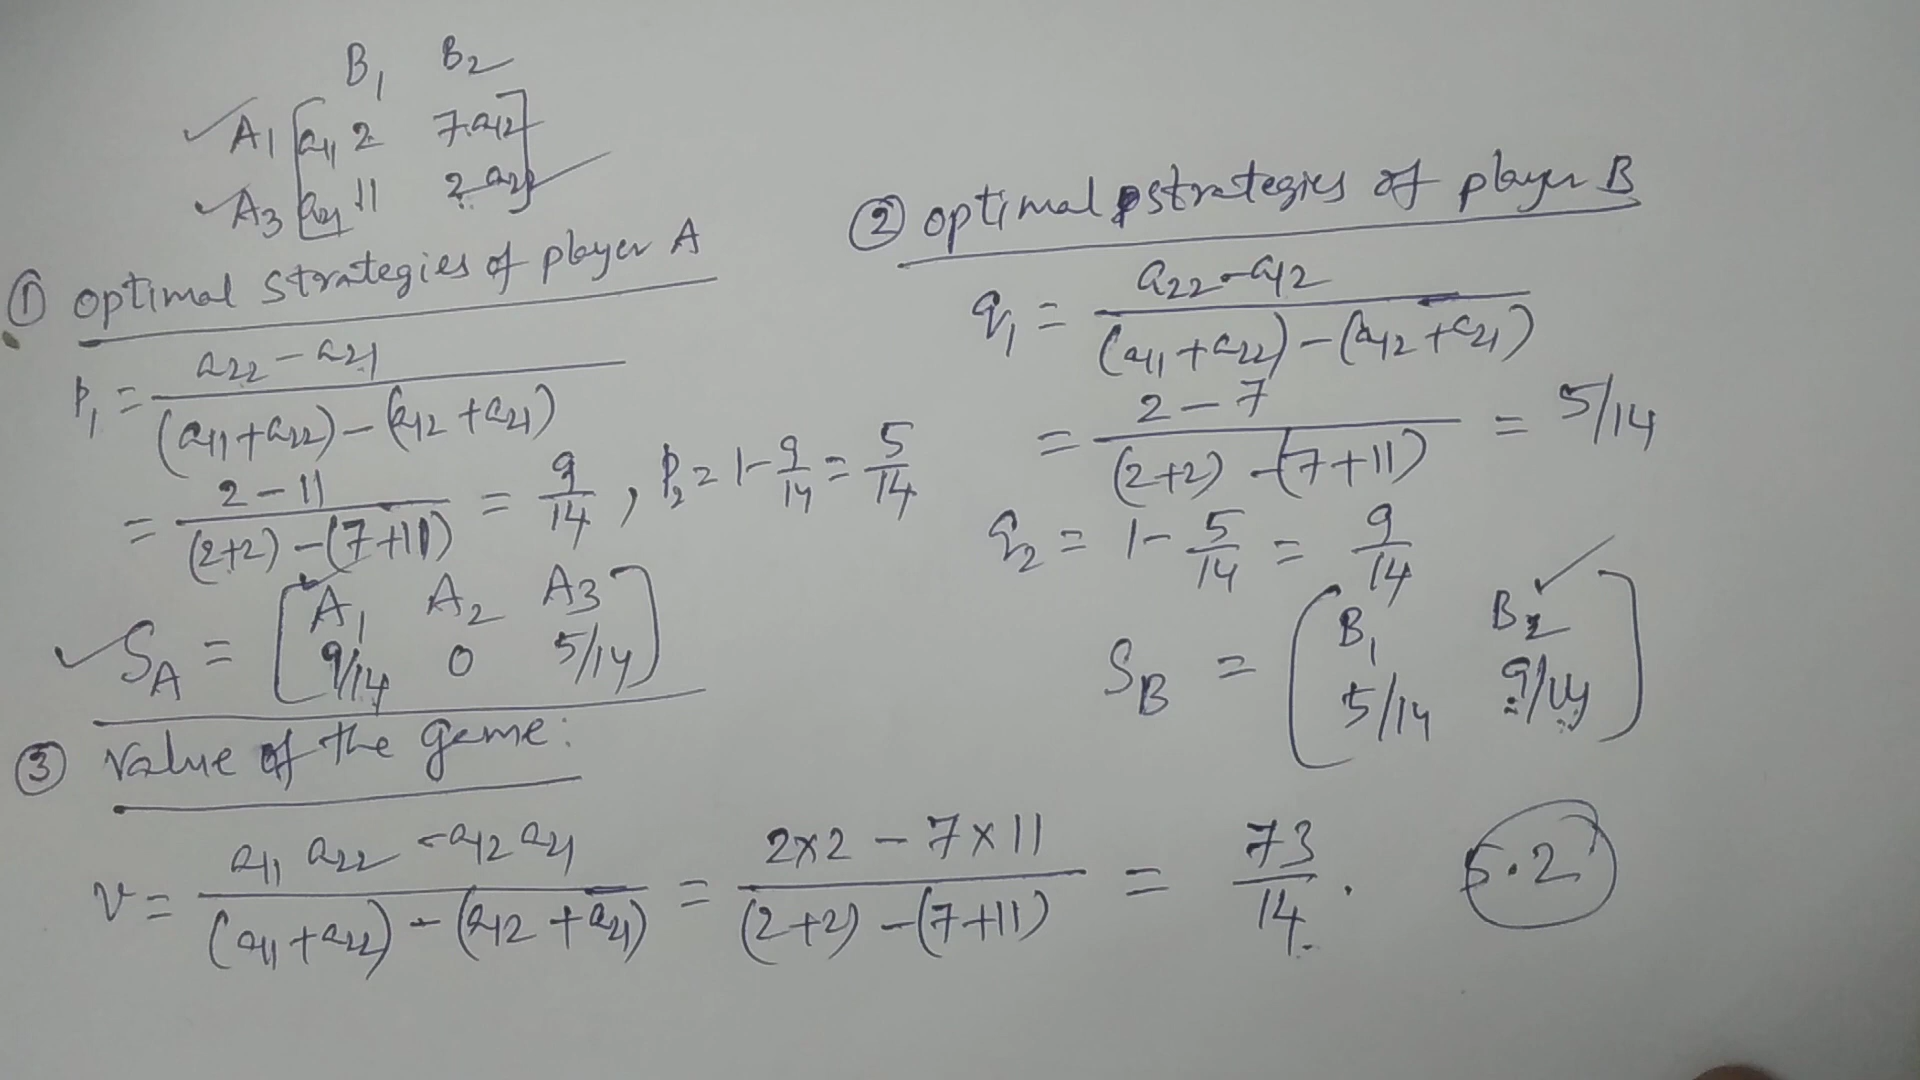 B₁ B₂
✓A1 [a₁₁ 2 7 a₁₂]
✓A3 [a₂₁ 11 2 a₂₂] ✓
① optimal strategies of player A
p₁ = (a₂₂ - a₂₁) / ((a₁₁ + a₂₂) - (a₁₂ + a₂₁))
= (2 - 11) / ((2+2) - (7+11)) = 9/14 , p₂ = 1 - 9/14 = 5/14
✓S_A = [A₁ A₂ A3
9/14 0 5/14]
② optimal strategies of player B
q₁ = (a₂₂ - a₁₂) / ((a₁₁ + a₂₂) - (a₁₂ + a₂₁))
= (2 - 7) / ((2+2) - (7+11)) = 5/14
q₂ = 1 - 5/14 = 9/14
S_B = [B₁ B₂ ✓
5/14 9/14]
③ Value of the game:
v = (a₁₁ a₂₂ - a₁₂ a₂₁) / ((a₁₁ + a₂₂) - (a₁₂ + a₂₁)) = (2×2 - 7×11) / ((2+2) - (7+11)) = 73/14. 5.2